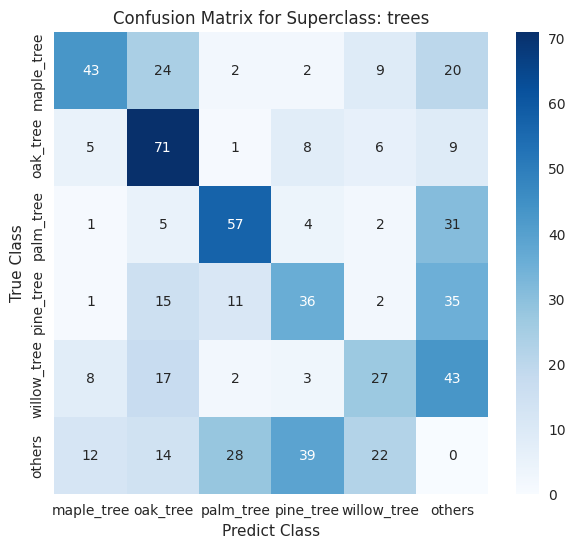 Confusion Matrix for Superclass: trees
True Class
maple_tree 43 24 2 2 9 20
oak_tree 5 71 1 8 6 9
palm_tree 1 5 57 4 2 31
pine_tree 1 15 11 36 2 35
willow_tree 8 17 2 3 27 43
others 12 14 28 39 22 0
maple_tree oak_tree palm_tree pine_tree willow_tree others
Predict Class
70
60
50
40
30
20
10
0